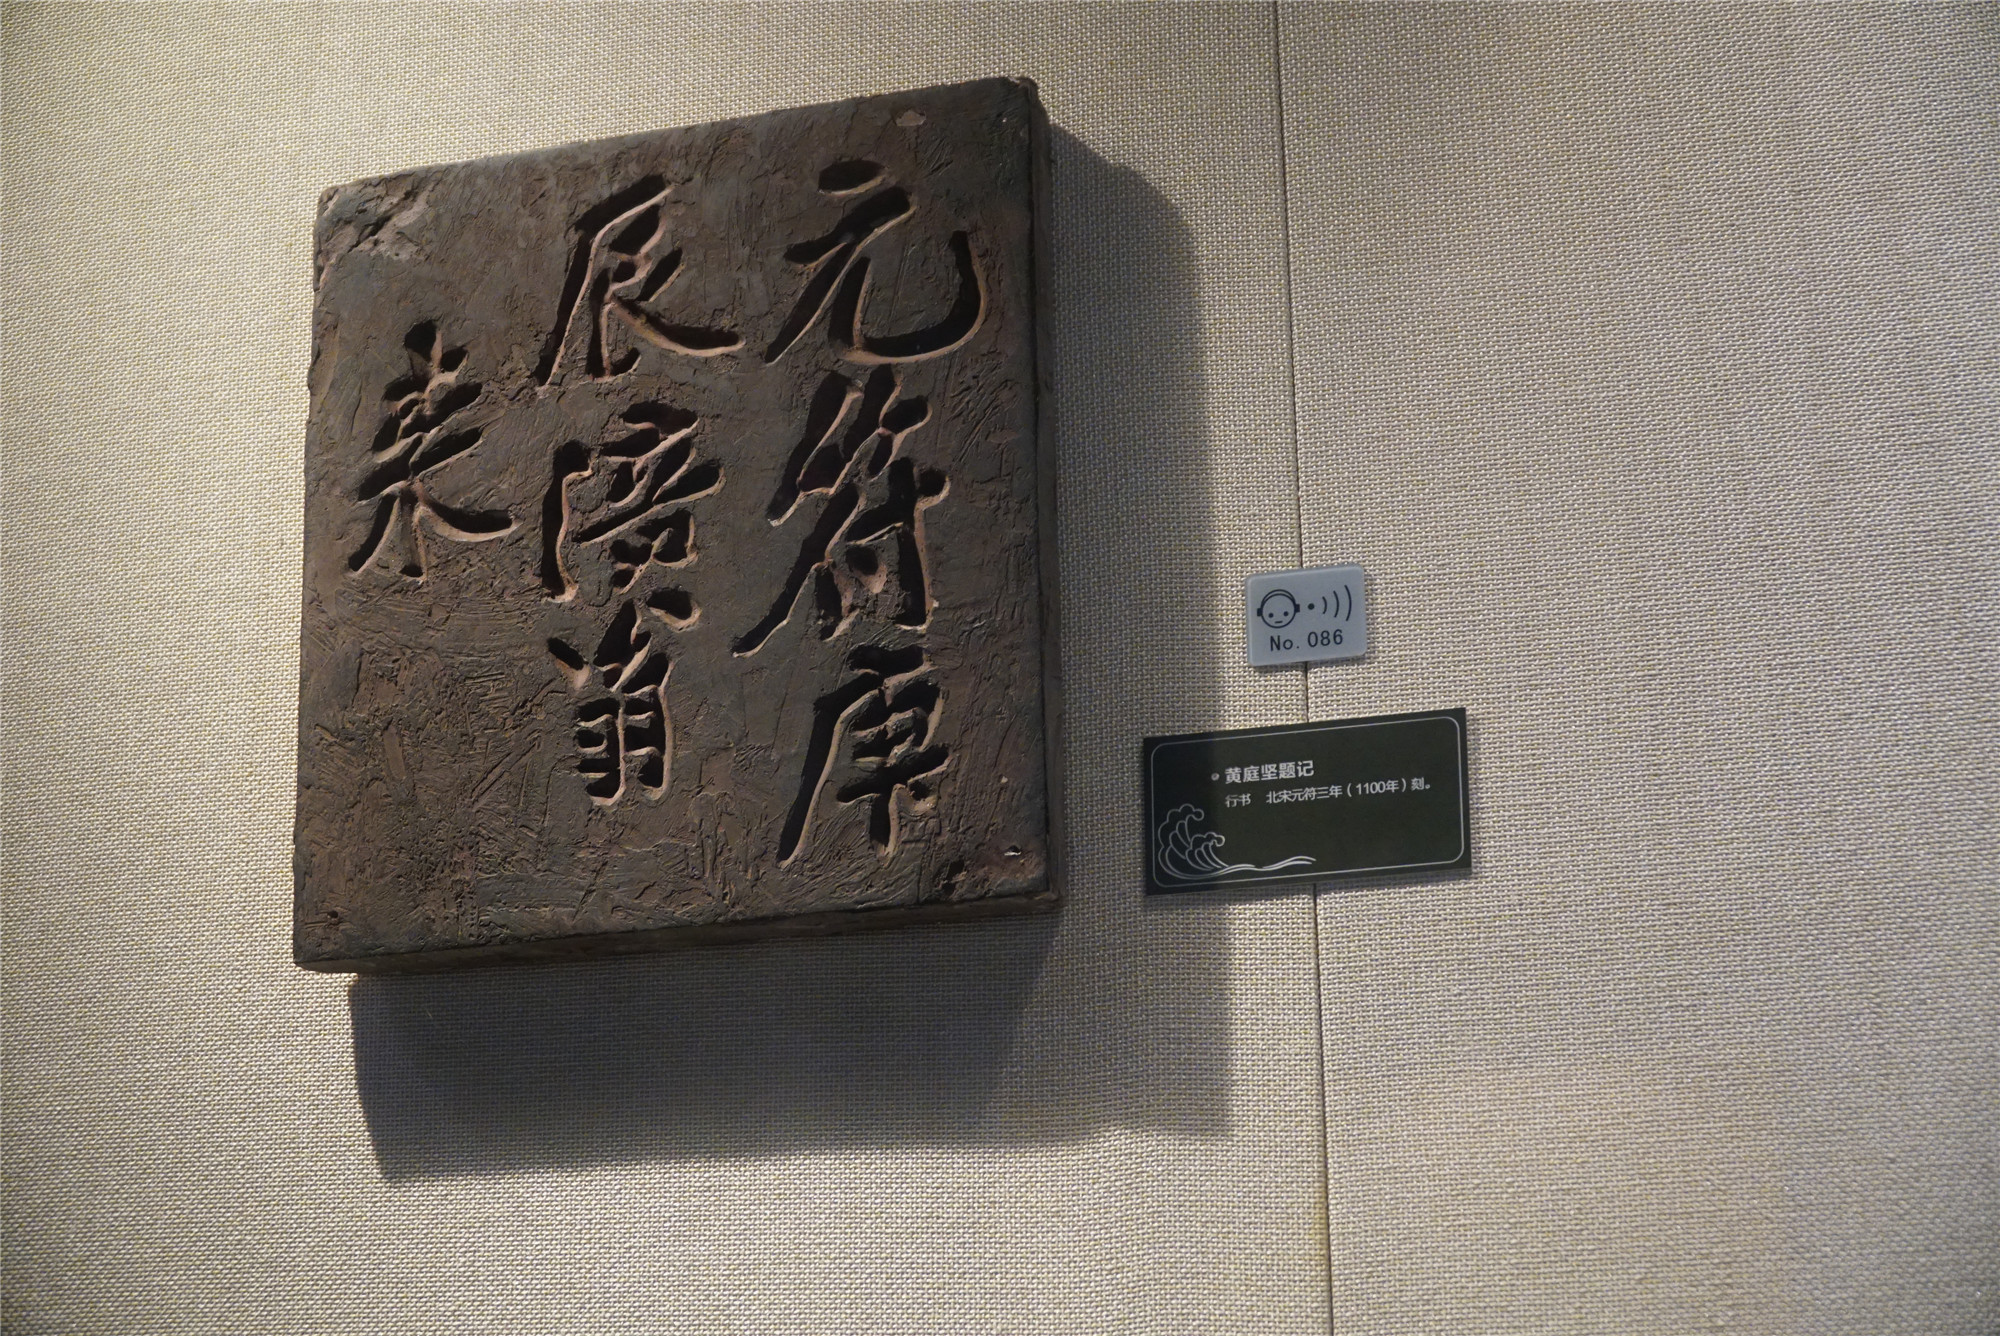 元符庚
辰涪翁
来
No. 086
黄庭坚题记
行书 北宋元符三年（1100年）刻。